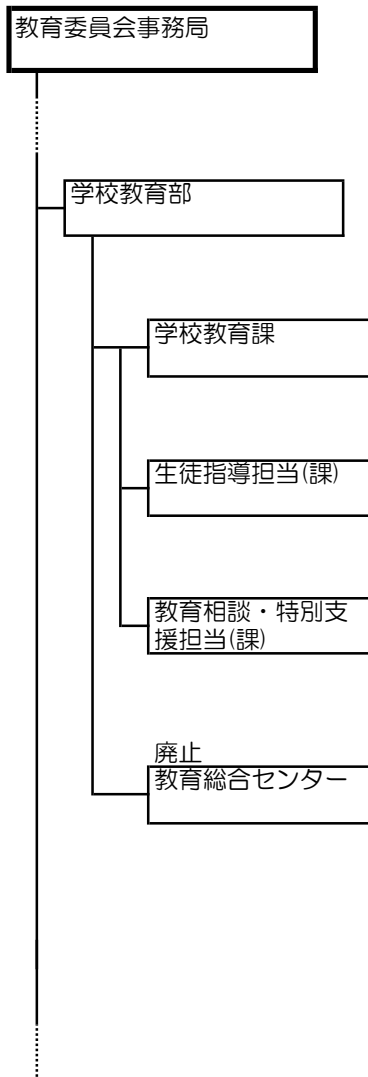 教育委員会事務局
学校教育部
学校教育課
生徒指導担当(課)
教育相談・特別支
援担当(課)
廃止
教育総合センター